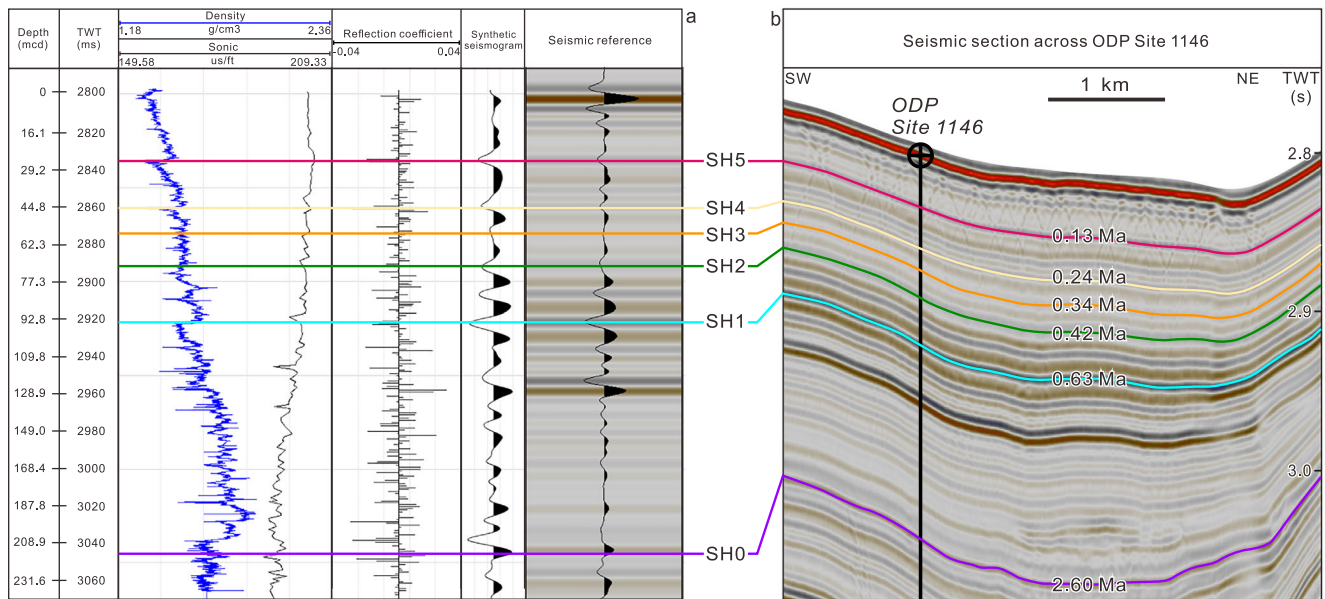 Depth
(mcd)
TWT
(ms)
Density
1.18 g/cm3 2.36
Sonic
149.58 us/ft 209.33
Reflection coefficient
-0.04 0.04
Synthetic
seismogram
Seismic reference
a
0 2800
16.1 2820
29.2 2840
44.8 2860
62.3 2880
77.3 2900
92.8 2920
109.8 2940
128.9 2960
149.0 2980
168.4 3000
187.8 3020
208.9 3040
231.6 3060
SH5
SH4
SH3
SH2
SH1
SH0
b
Seismic section across ODP Site 1146
SW NE TWT
(s)
1 km
ODP
Site 1146
2.8
2.9
3.0
0.13 Ma
0.24 Ma
0.34 Ma
0.42 Ma
0.63 Ma
2.60 Ma